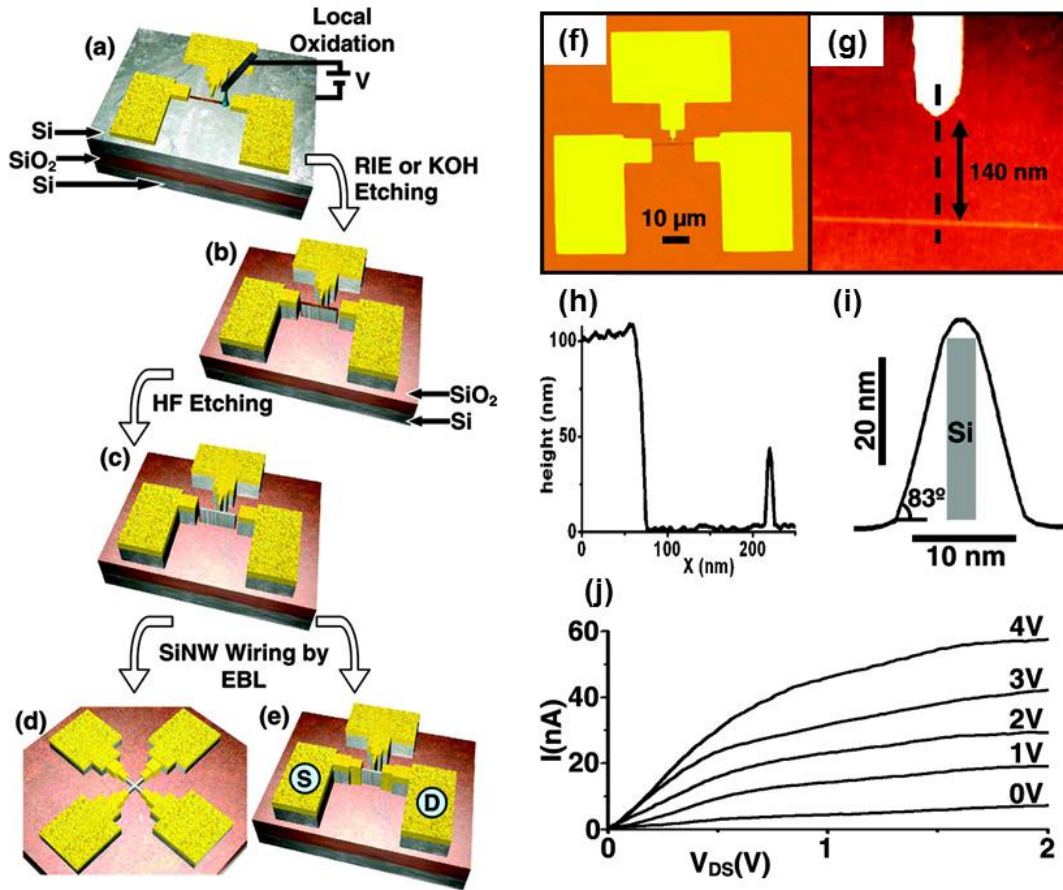 (a)
Local
Oxidation
V
Si
SiO₂
Si
RIE or KOH
Etching
(b)
SiO₂
Si
HF Etching
(c)
SiNW Wiring by
EBL
(d)
(e)
S
D
(f)
10 µm
(g)
140 nm
(h)
height (nm)
100
50
0
0
100
200
X (nm)
(i)
20 nm
Si
83º
10 nm
(j)
I(nA)
60
40
20
0
4V
3V
2V
1V
0V
0
1
2
V_DS(V)